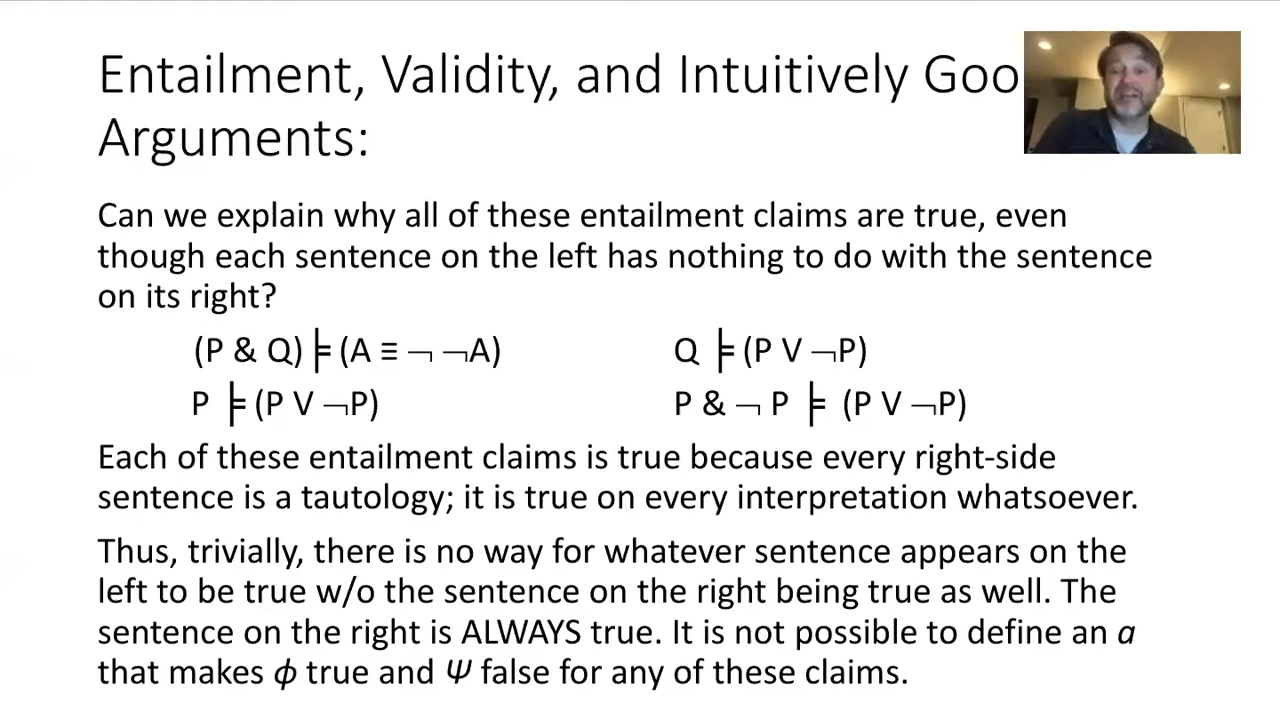 Entailment, Validity, and Intuitively Goo
Arguments:
Can we explain why all of these entailment claims are true, even
though each sentence on the left has nothing to do with the sentence
on its right?
(P & Q) ⊨ (A ≡ ¬ ¬A) Q ⊨ (P V ¬P)
P ⊨ (P V ¬P) P & ¬ P ⊨ (P V ¬P)
Each of these entailment claims is true because every right-side
sentence is a tautology; it is true on every interpretation whatsoever.
Thus, trivially, there is no way for whatever sentence appears on the
left to be true w/o the sentence on the right being true as well. The
sentence on the right is ALWAYS true. It is not possible to define an a
that makes ϕ true and Ψ false for any of these claims.